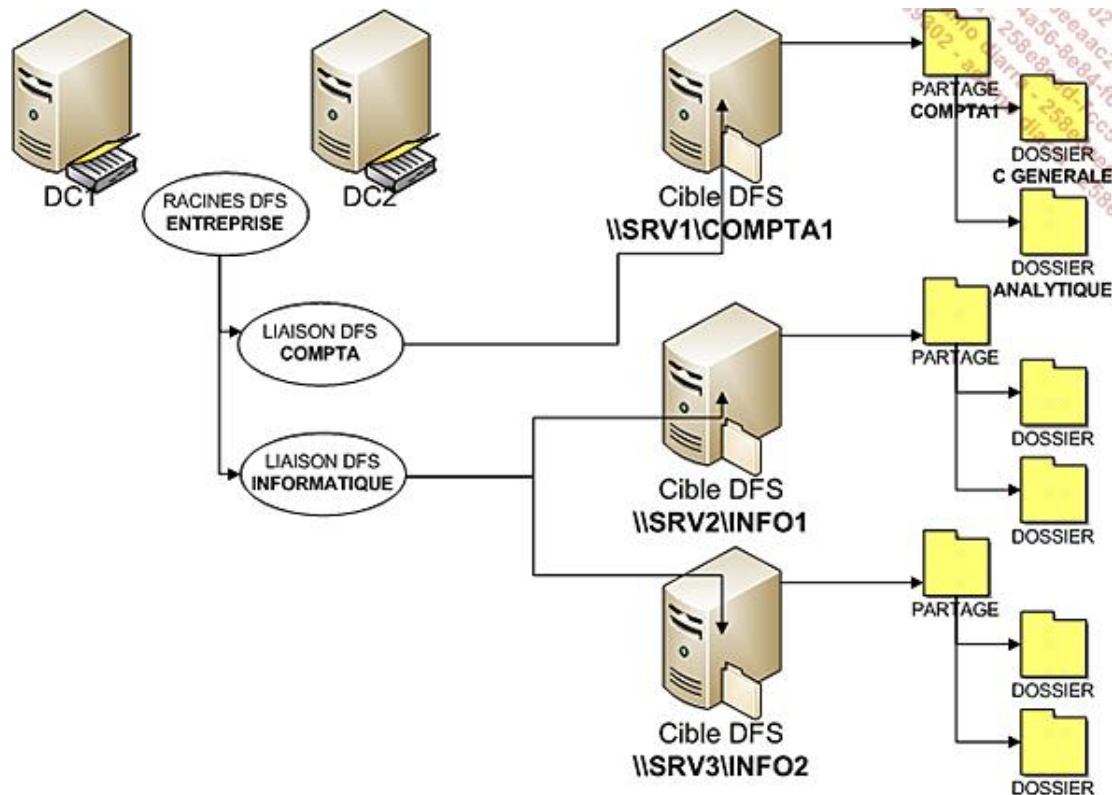 DC1
DC2
RACINES DFS
ENTREPRISE
LIAISON DFS
COMPTA
LIAISON DFS
INFORMATIQUE
Cible DFS
\\SRV1\COMPTA1
PARTAGE
COMPTA1
DOSSIER
C GENERALE
DOSSIER
ANALYTIQUE
Cible DFS
\\SRV2\INFO1
PARTAGE
DOSSIER
DOSSIER
Cible DFS
\\SRV3\INFO2
PARTAGE
DOSSIER
DOSSIER